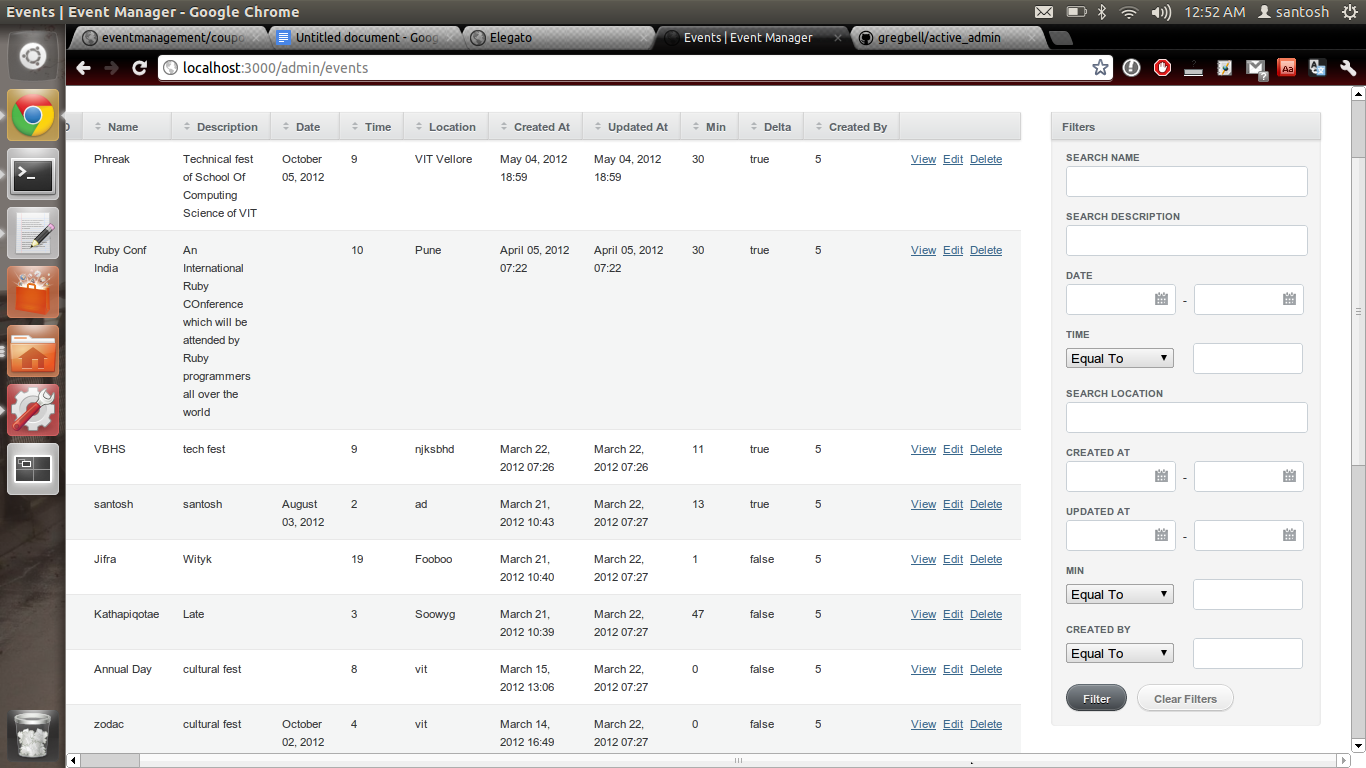 Events | Event Manager - Google Chrome
12:52 AM santosh
eventmanagement/coupo
Untitled document - Goog
Elegato
Events | Event Manager
gregbell/active_admin
localhost:3000/admin/events
Name Description Date Time Location Created At Updated At Min Delta Created By
Phreak Technical fest October 9 VIT Vellore May 04, 2012 May 04, 2012 30 true 5 View Edit Delete
of School Of 05, 2012 18:59 18:59
Computing
Science of VIT
Ruby Conf An 10 Pune April 05, 2012 April 05, 2012 30 true 5 View Edit Delete
India International 07:22 07:22
Ruby
COnference
which will be
attended by
Ruby
programmers
all over the
world
VBHS tech fest 9 njksbhd March 22, March 22, 11 true 5 View Edit Delete
2012 07:26 2012 07:26
santosh santosh August 2 ad March 21, March 22, 13 true 5 View Edit Delete
03, 2012 2012 10:43 2012 07:27
Jifra Wityk 19 Fooboo March 21, March 22, 1 false 5 View Edit Delete
2012 10:40 2012 07:27
Kathapiqotae Late 3 Soowyg March 21, March 22, 47 false 5 View Edit Delete
2012 10:39 2012 07:27
Annual Day cultural fest 8 vit March 15, March 22, 0 false 5 View Edit Delete
2012 13:06 2012 07:27
zodac cultural fest October 4 vit March 14, March 22, 0 false 5 View Edit Delete
02, 2012 2012 16:49 2012 07:27
Filters
SEARCH NAME
SEARCH DESCRIPTION
DATE
-
TIME
Equal To
SEARCH LOCATION
CREATED AT
-
UPDATED AT
-
MIN
Equal To
CREATED BY
Equal To
Filter Clear Filters